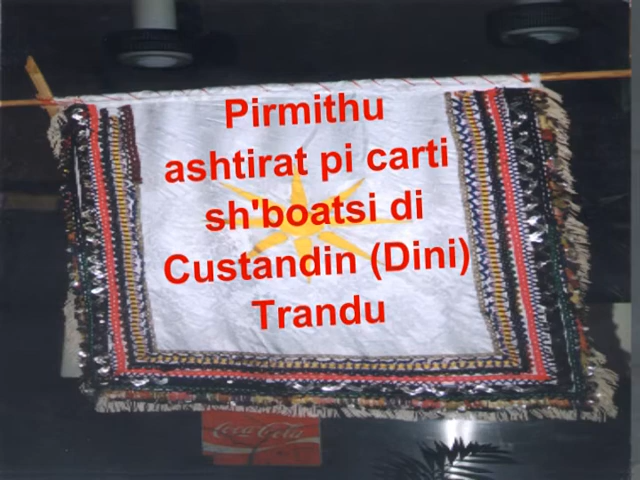 Pirmithu
ashtirat pi carti
sh'boatsi di
Custandin (Dini)
Trandu
Coca-Cola